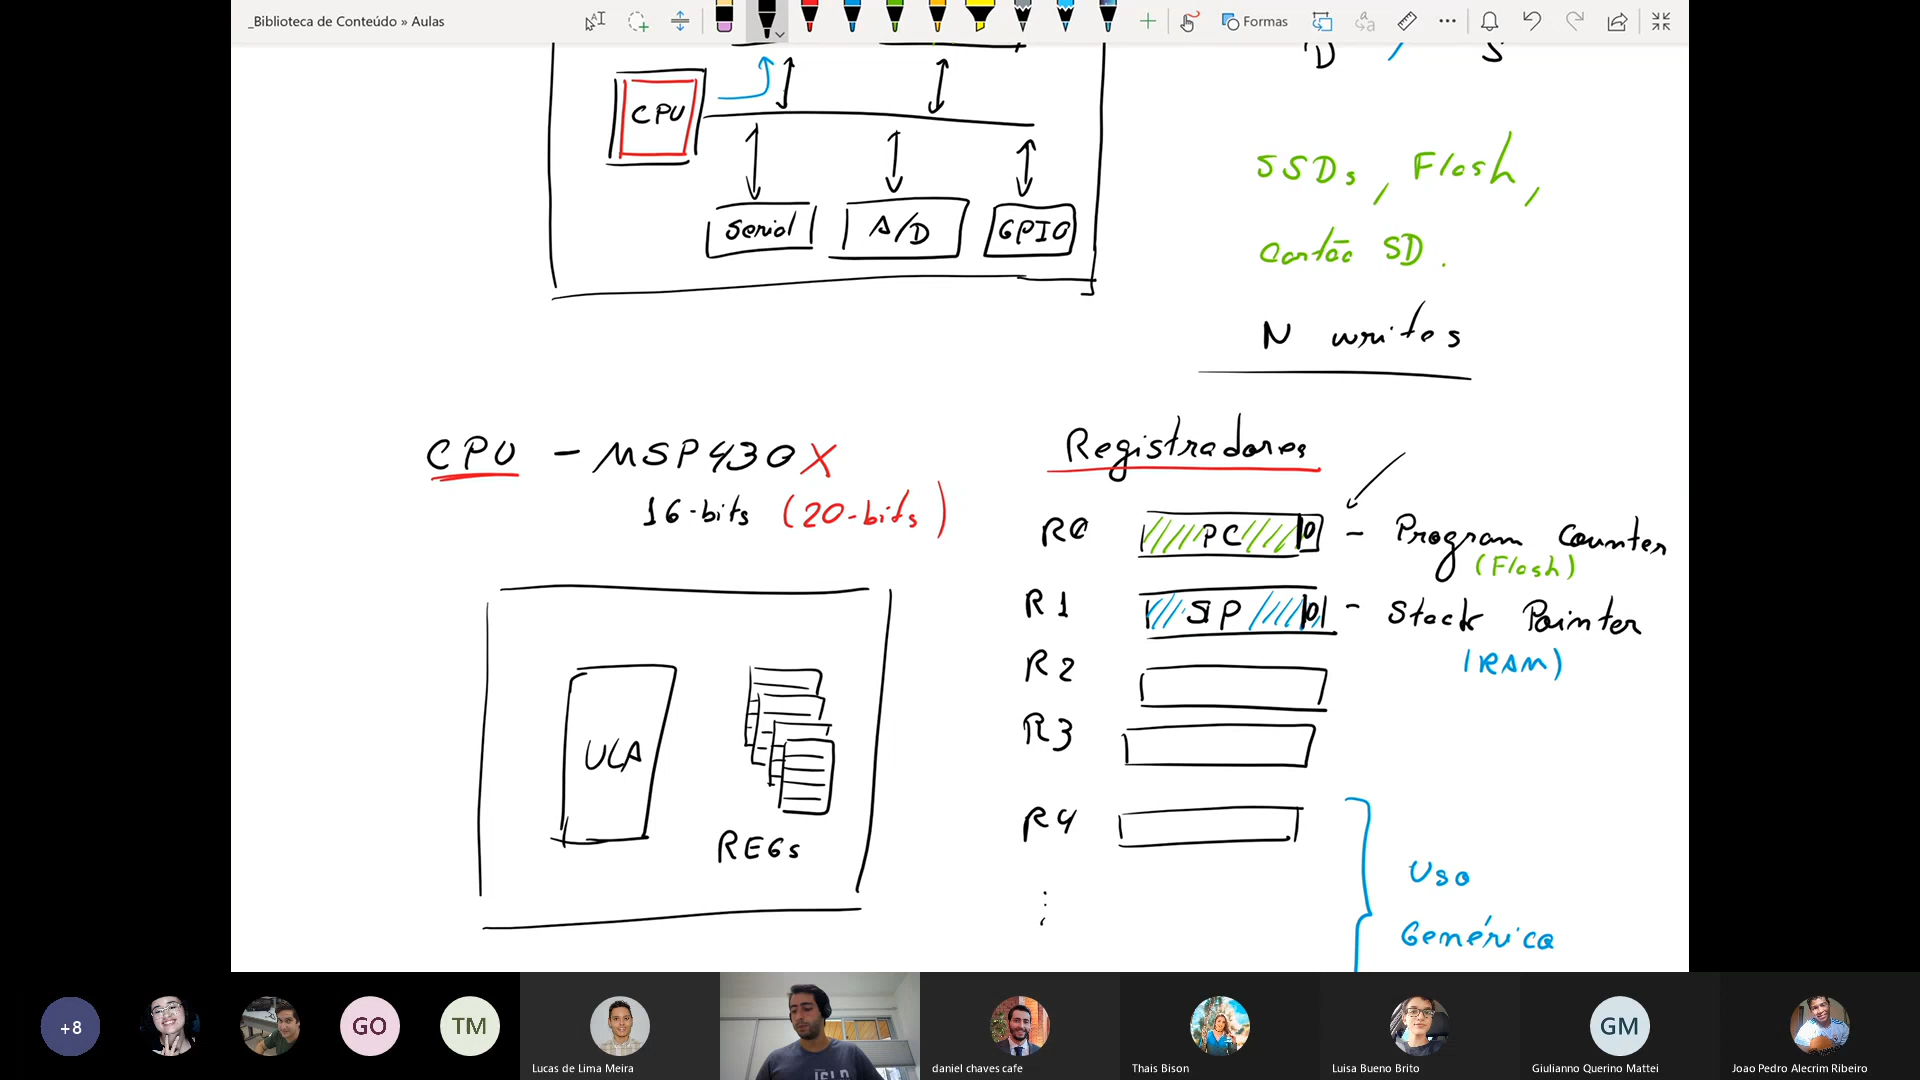 _Biblioteca de Conteúdo » Aulas
Formas
D , S
CPU
Serial
A/D
GPIO
SSDs, Flash,
Cartão SD.
N writes
CPU - MSP430X
16-bits (20-bits)
ULA
REGs
Registradores
R0 PC 0 - Program Counter
(Flash)
R1 SP 0 - Stack Pointer
(RAM)
R2
R3
R4
⋮
Uso
Genérico
+8
GO
TM
Lucas de Lima Meira
daniel chaves cafe
Thais Bison
Luisa Bueno Brito
GM
Giulianno Querino Mattei
Joao Pedro Alecrim Ribeiro